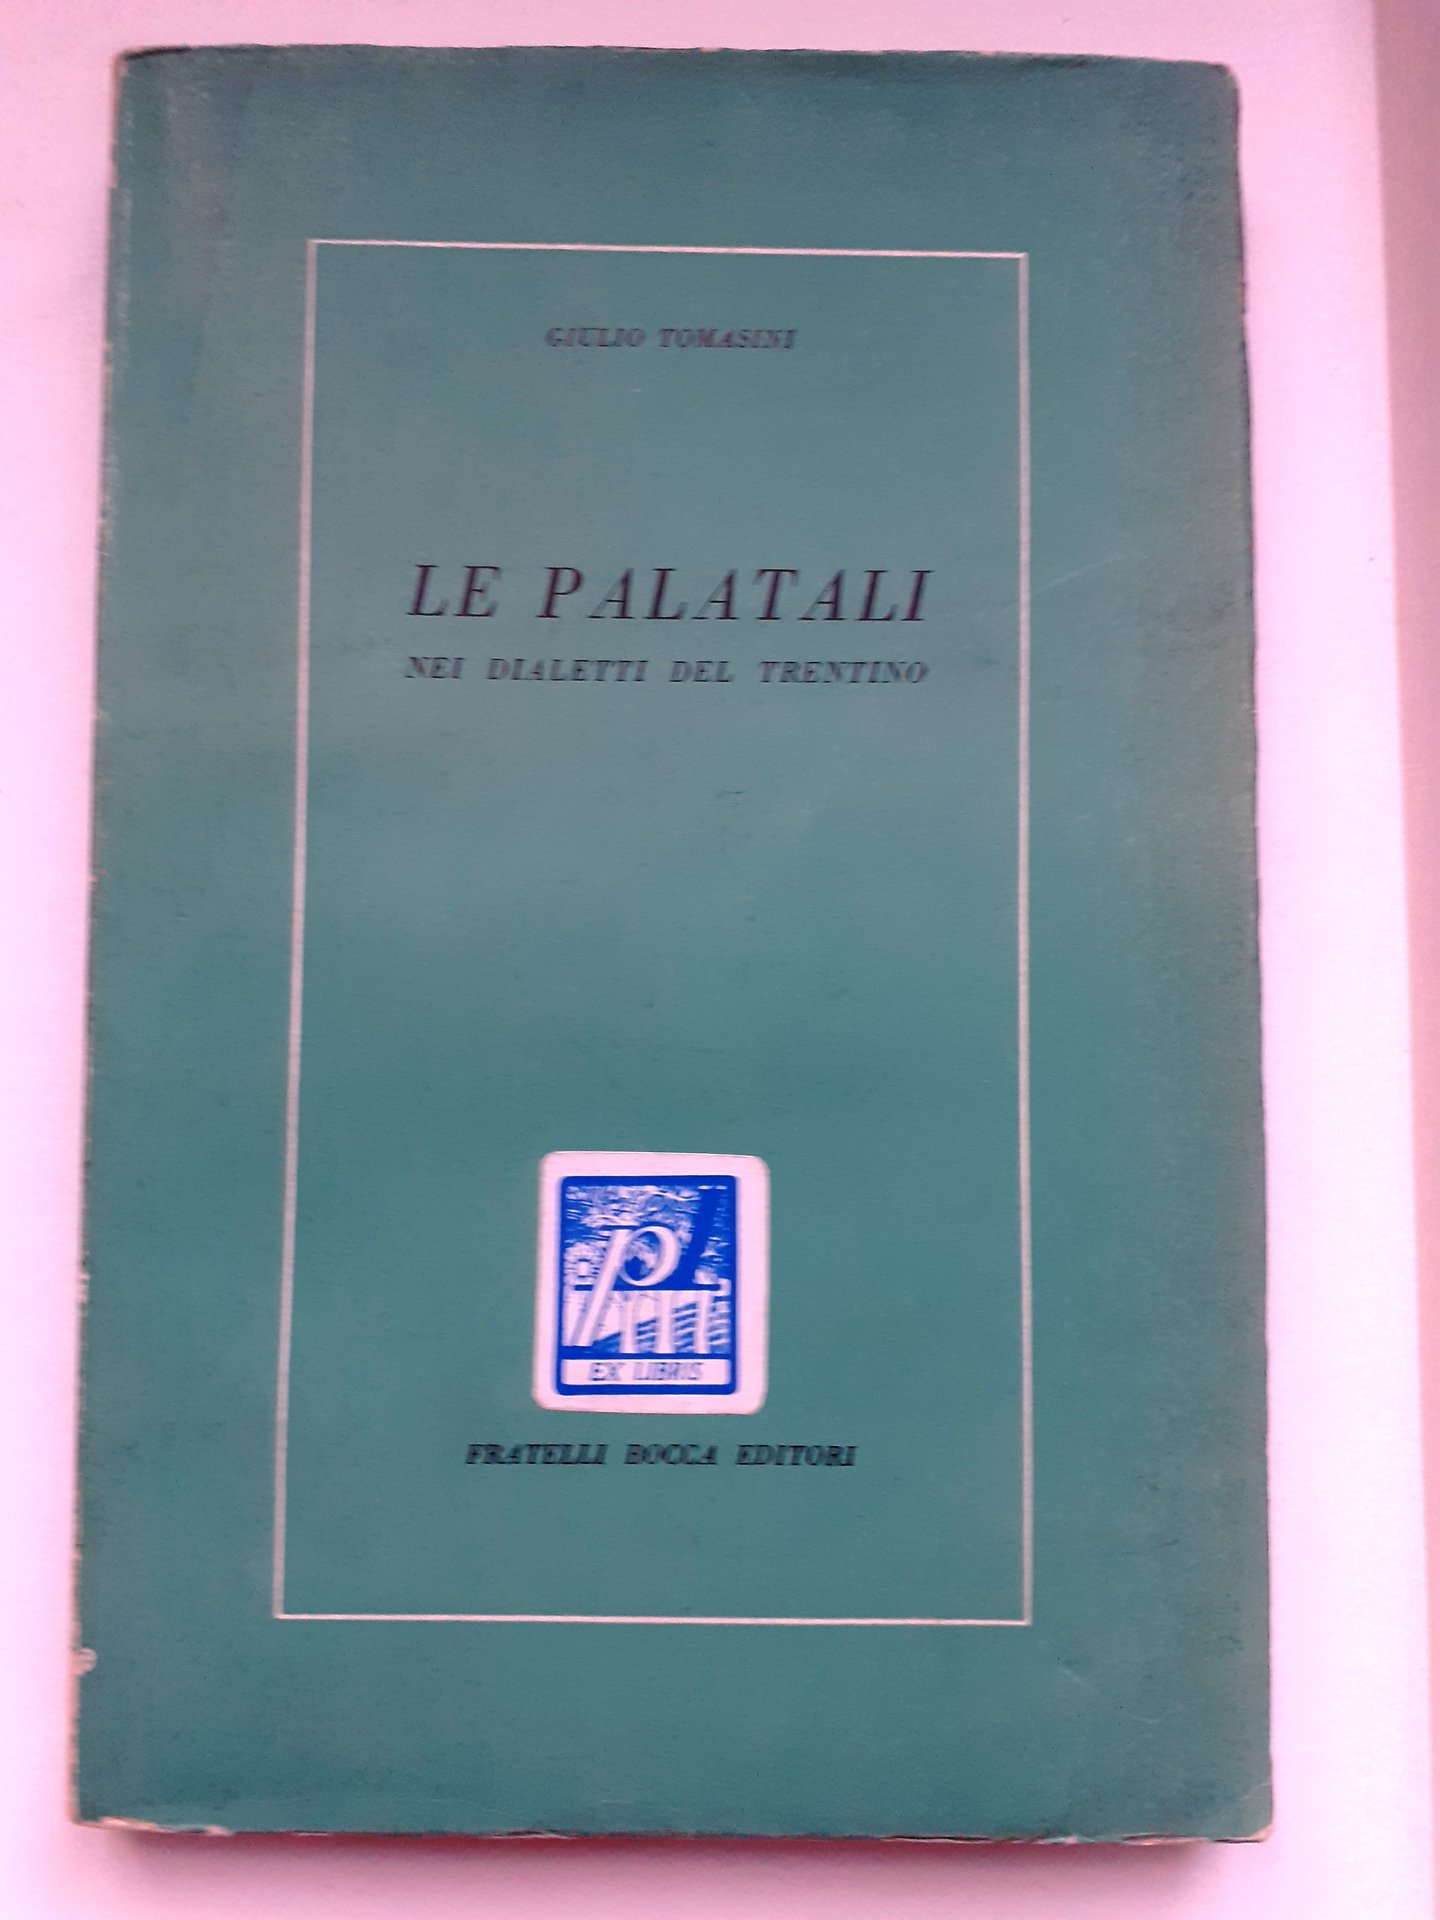 GIULIO TOMASINI
LE PALATALI
NEI DIALETTI DEL TRENTINO
EX LIBRIS
FRATELLI BOCCA EDITORI